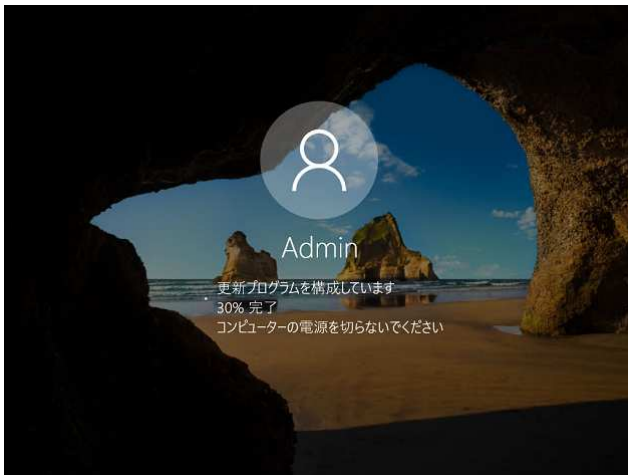 Admin
更新プログラムを構成しています
30% 完了
コンピューターの電源を切らないでください